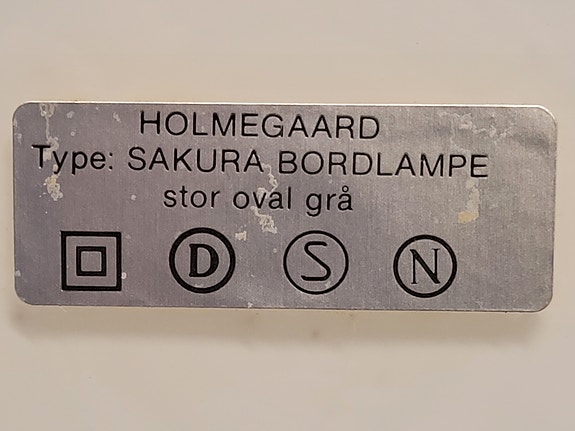 HOLMEGAARD
Type: SAKURA BORDLAMPE
stor oval grå
D S N